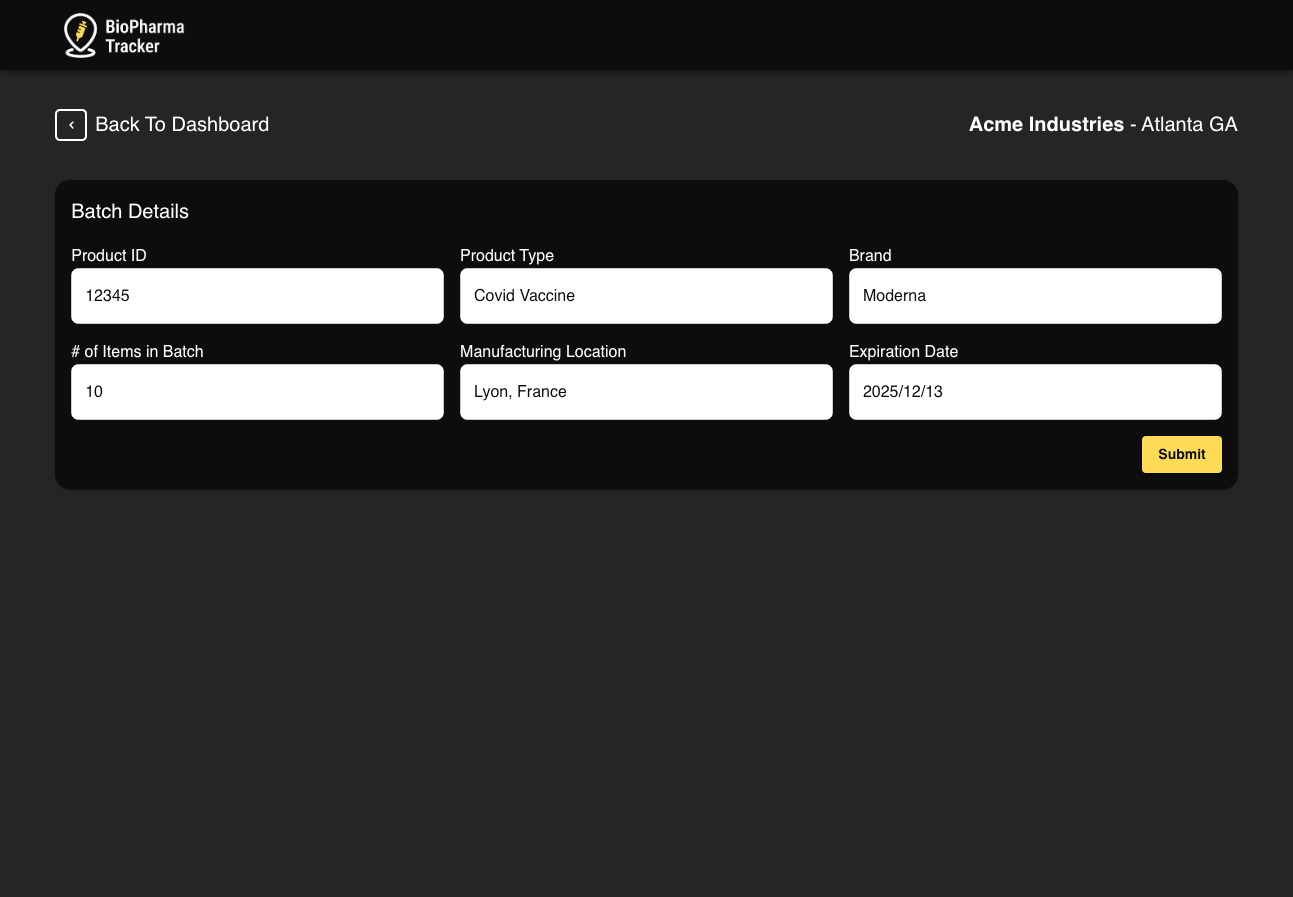 BioPharma
Tracker
Back To Dashboard
Acme Industries - Atlanta GA
Batch Details
Product ID
Product Type
Brand
12345
Covid Vaccine
Moderna
# of Items in Batch
Manufacturing Location
Expiration Date
10
Lyon, France
2025/12/13
Submit